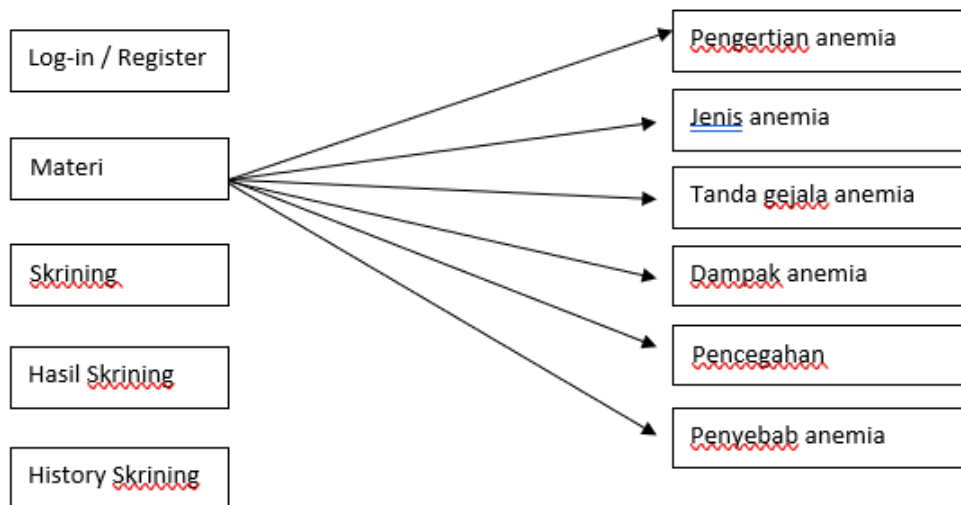 Log-in / Register
Materi
Skrining
Hasil Skrining
History Skrining
Pengertian anemia
Jenis anemia
Tanda gejala anemia
Dampak anemia
Pencegahan
Penyebab anemia